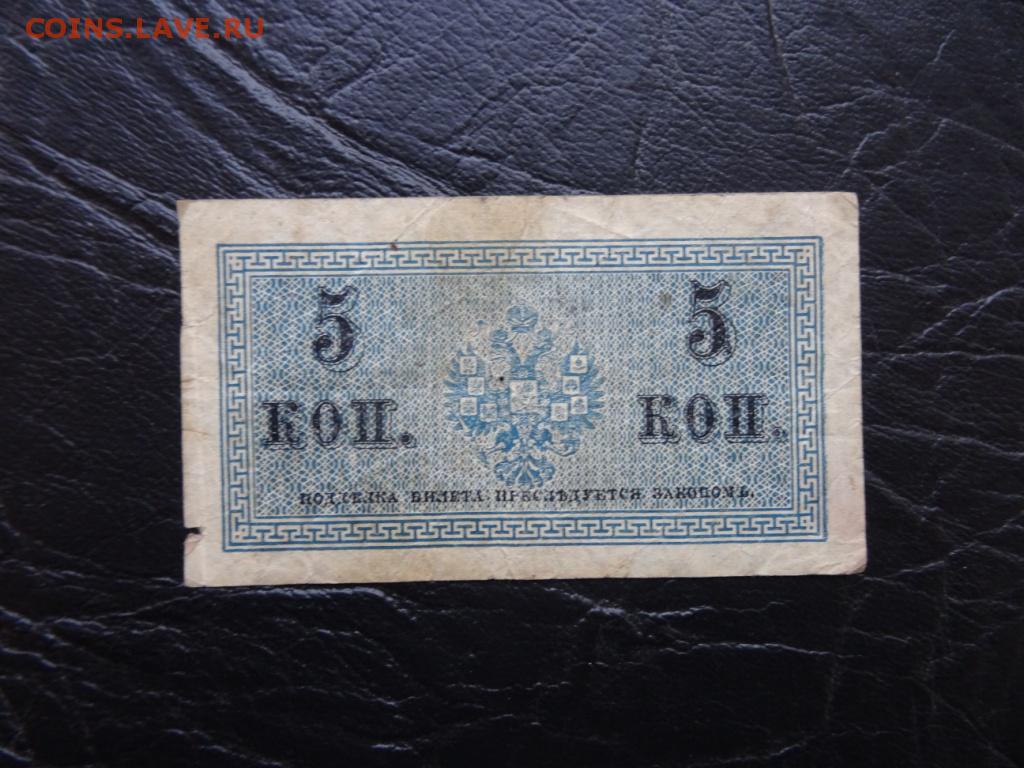 COINS.LAVE.RU
5 5
КОП. КОП.
ПОДДѢЛКА БИЛЕТА ПРЕСЛѢДУЕТСЯ ЗАКОНОМЪ.